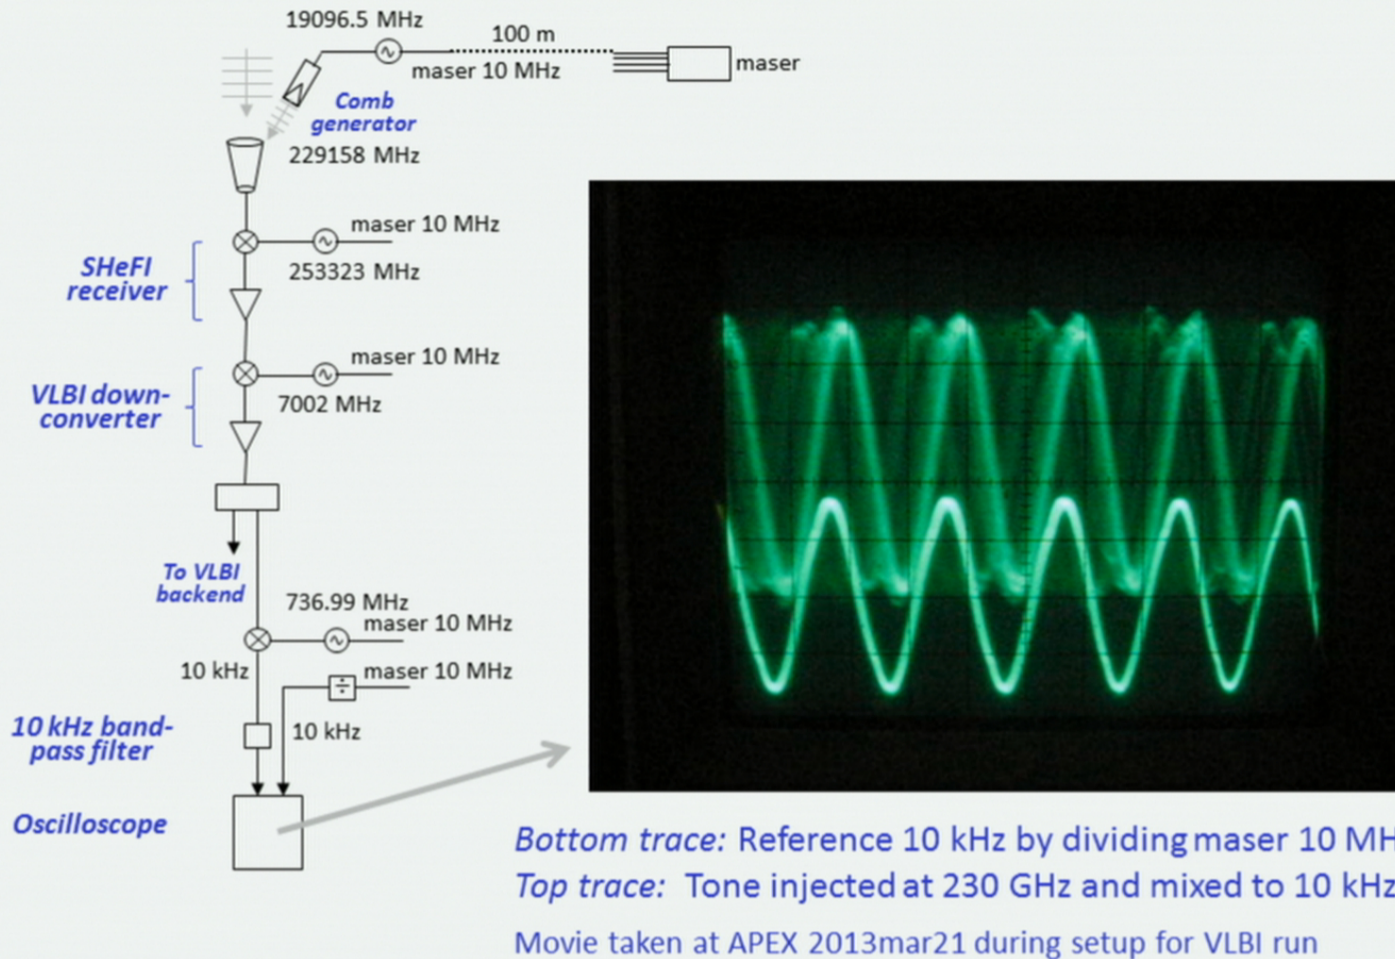 19096.5 MHz
100 m
maser 10 MHz
maser
Comb
generator
229158 MHz
maser 10 MHz
SHeFI
receiver
253323 MHz
maser 10 MHz
VLBI down-
converter
7002 MHz
To VLBI
backend
736.99 MHz
maser 10 MHz
10 kHz
maser 10 MHz
10 kHz band-
pass filter
10 kHz
Oscilloscope
Bottom trace: Reference 10 kHz by dividing maser 10 MH
Top trace: Tone injected at 230 GHz and mixed to 10 kHz
Movie taken at APEX 2013mar21 during setup for VLBI run